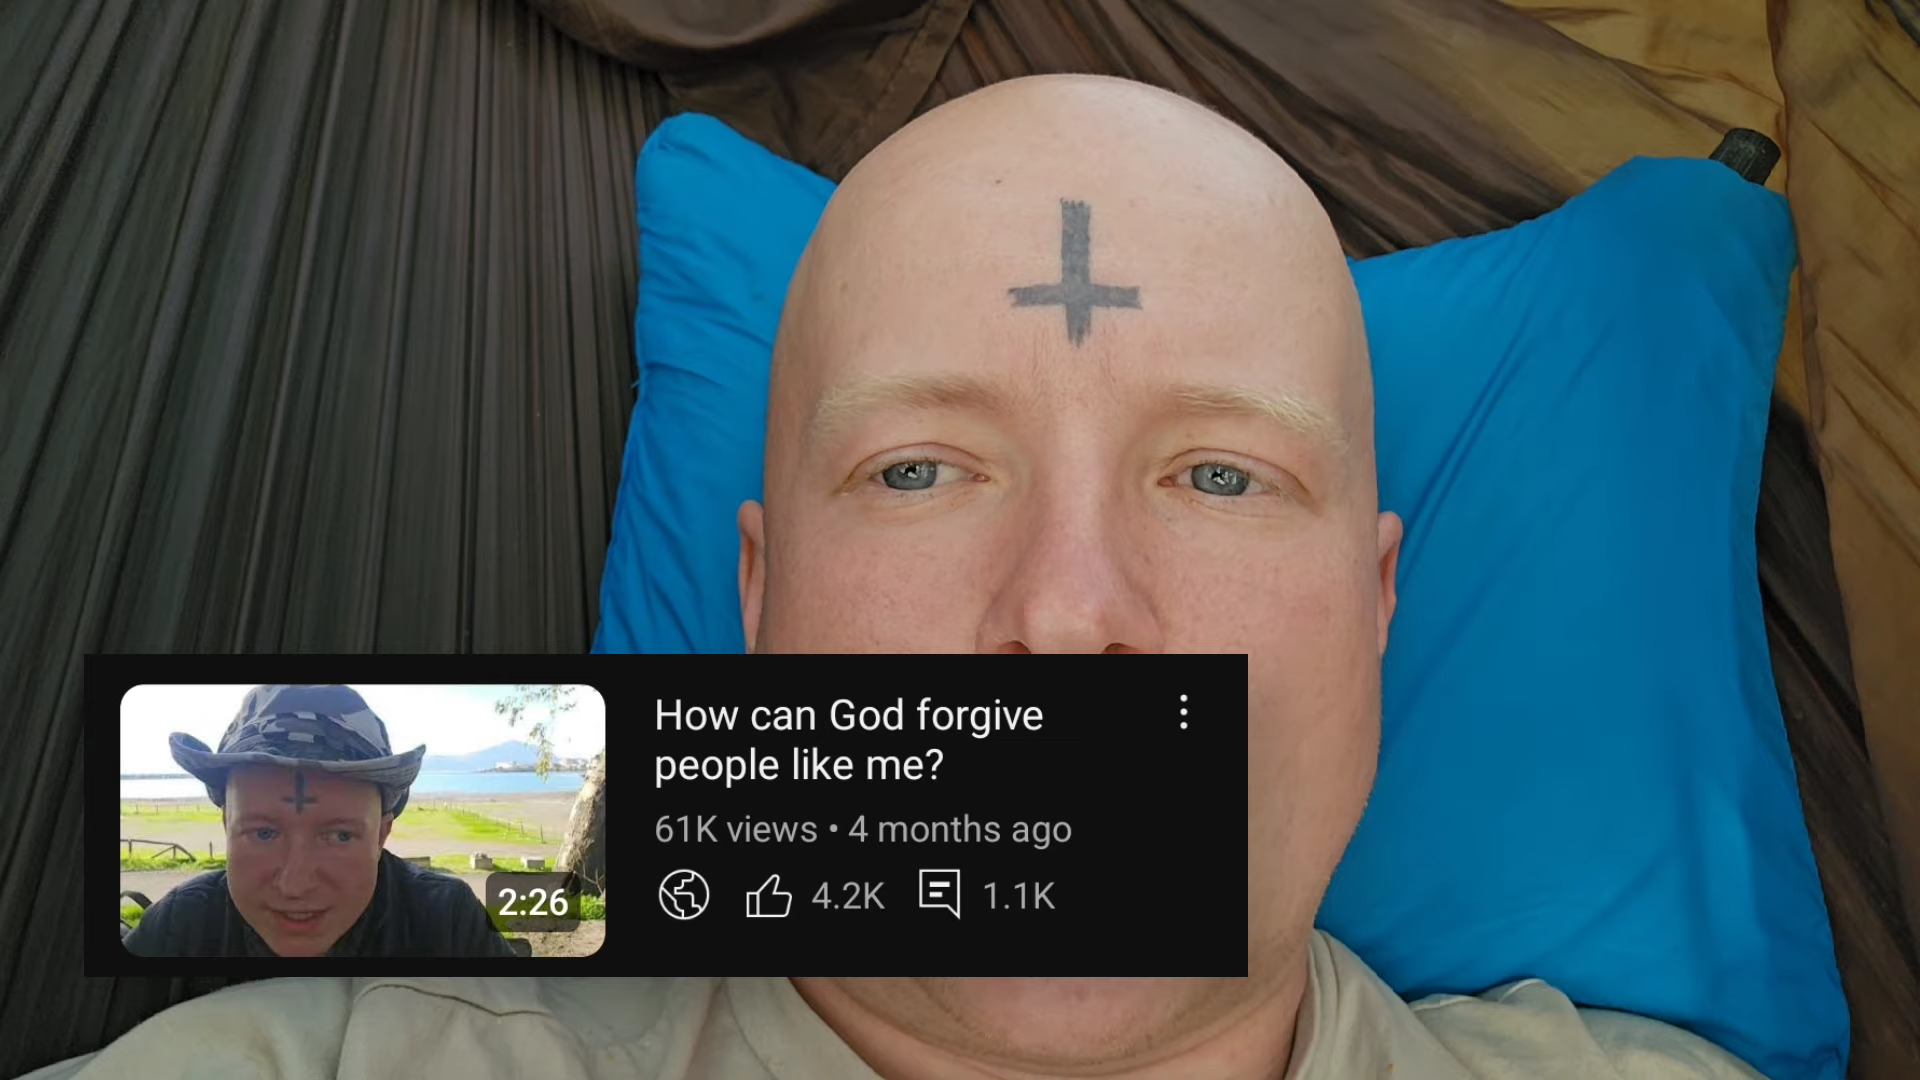 How can God forgive
people like me?
61K views • 4 months ago
4.2K 1.1K
2:26